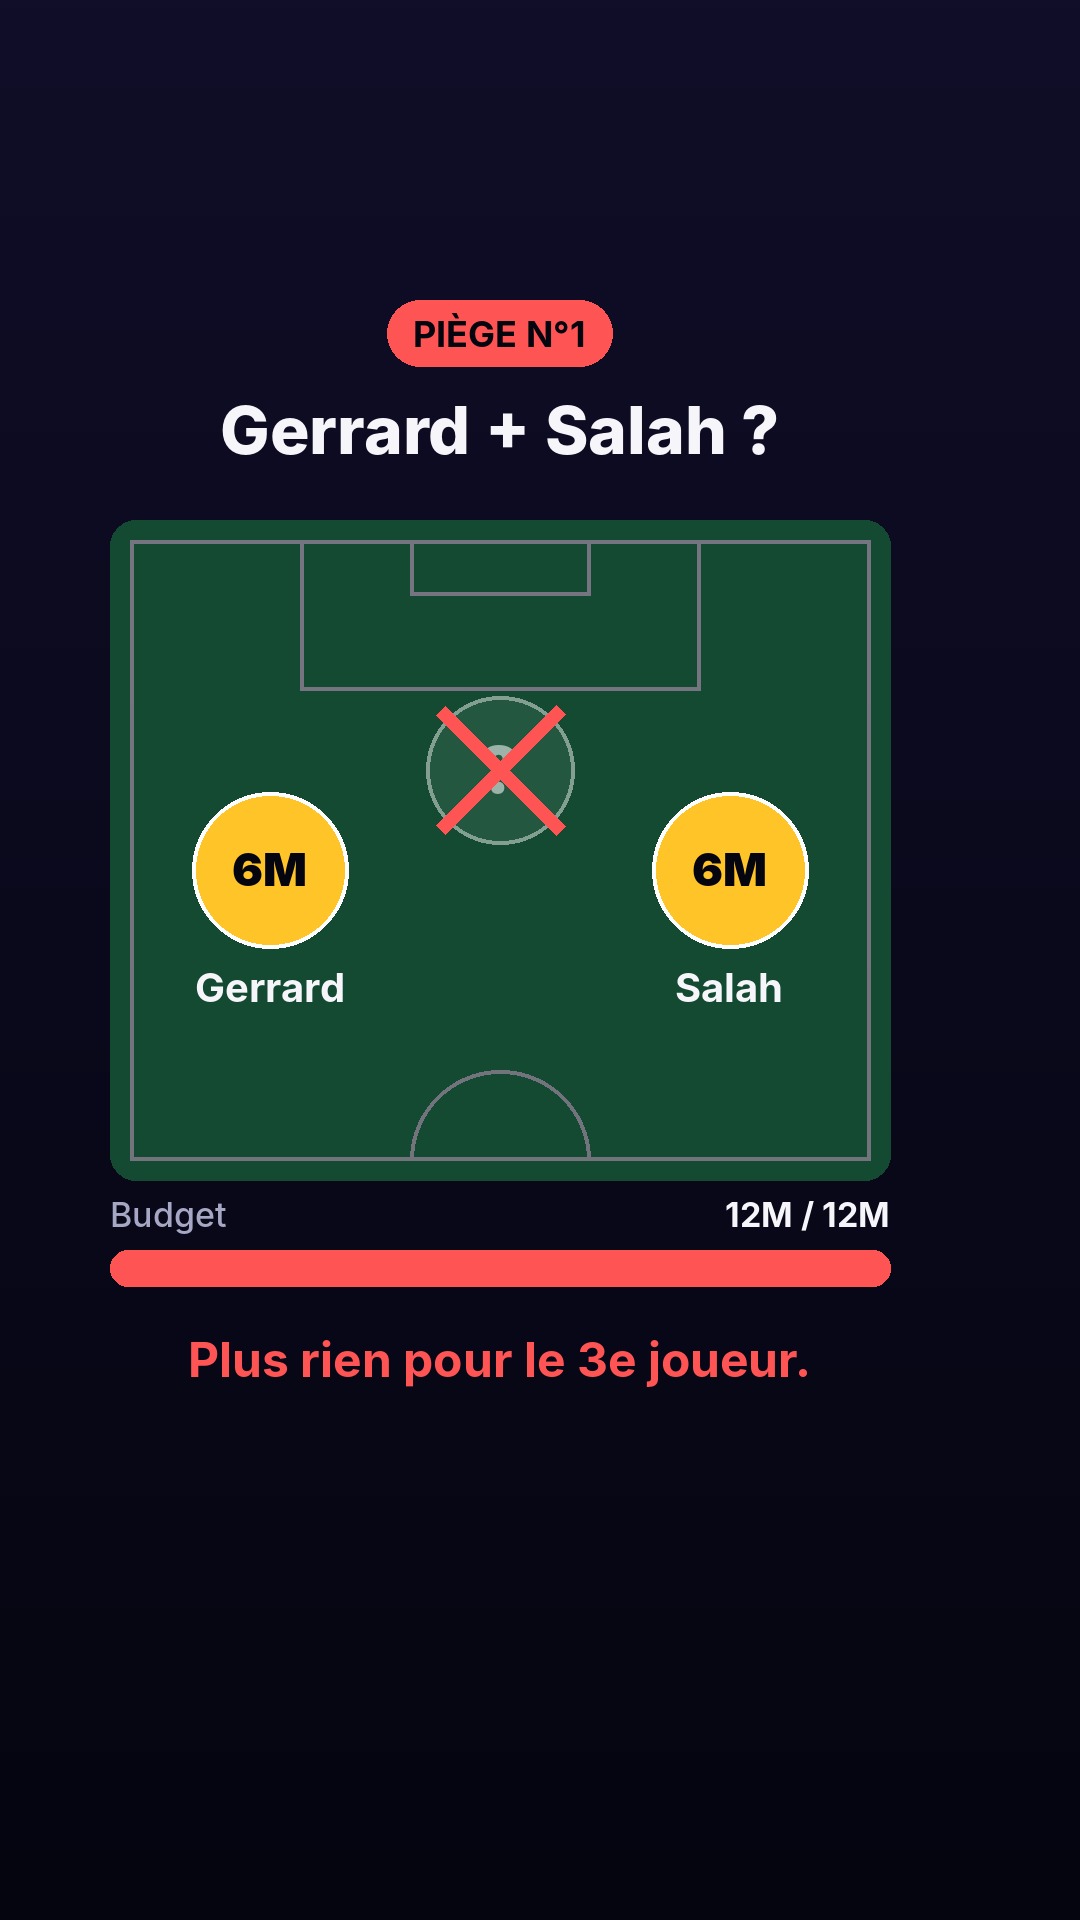 PIÈGE N°1
Gerrard + Salah ?
6M
6M
Gerrard
Salah
Budget
12M / 12M
Plus rien pour le 3e joueur.